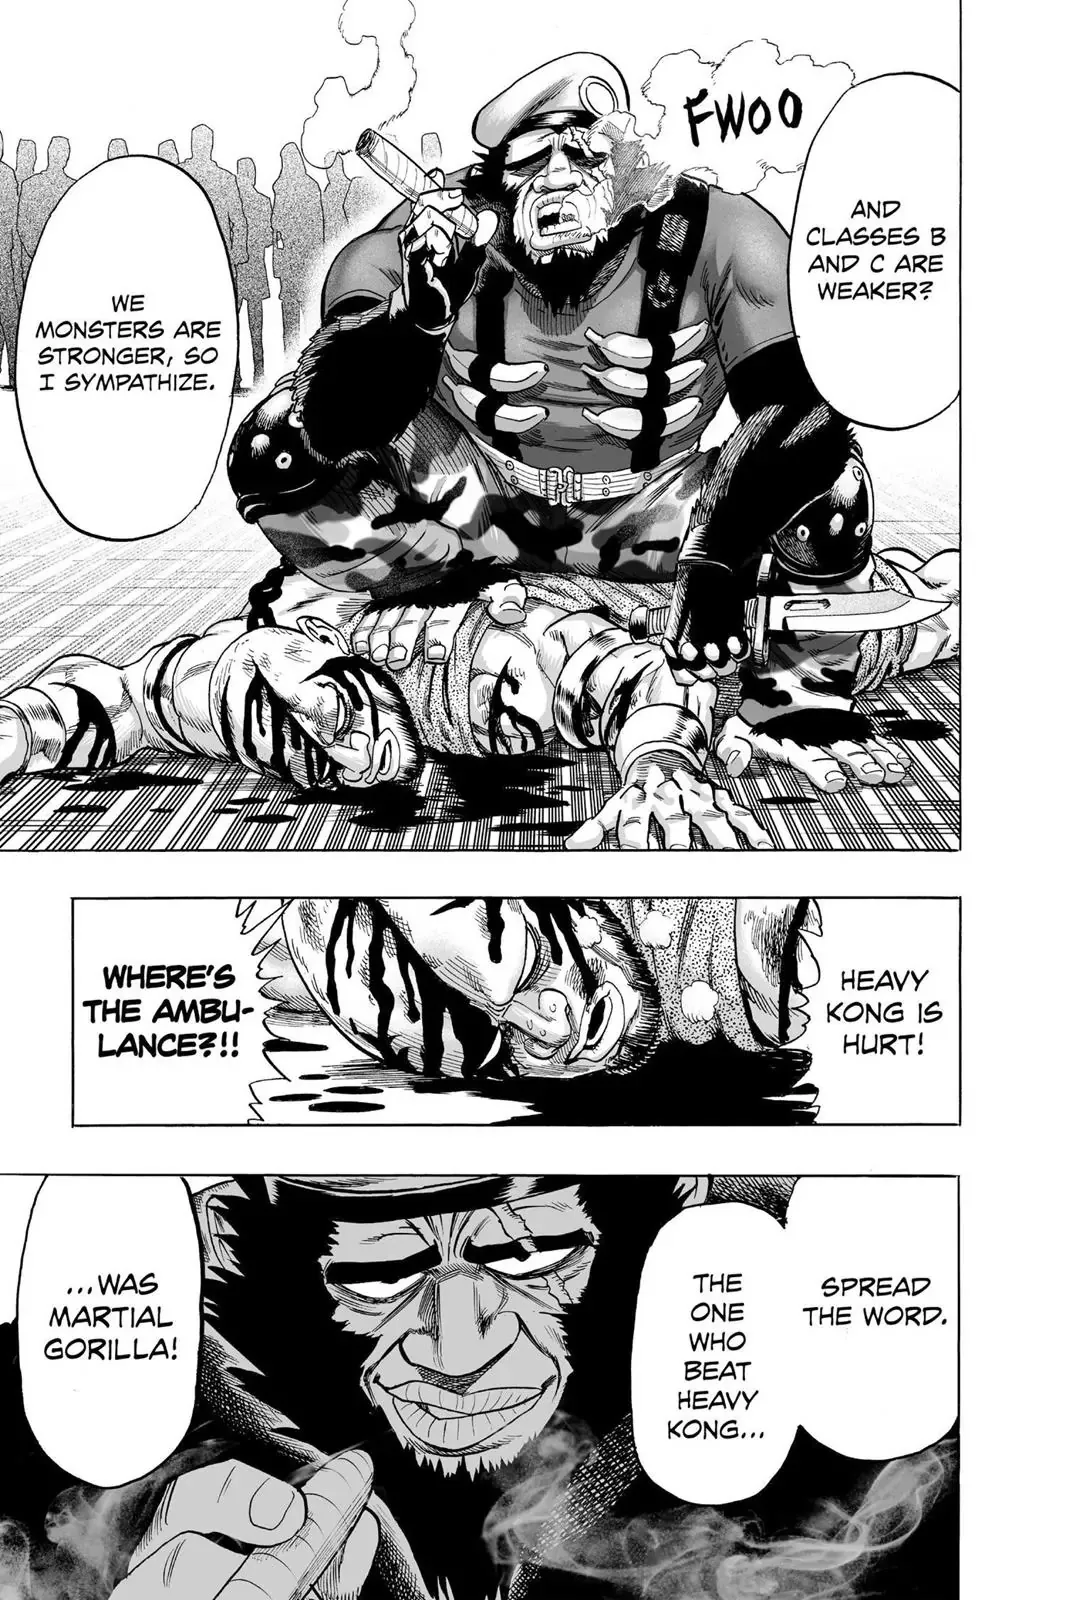 FWOO
AND
CLASSES B
AND C ARE
WEAKER?
WE
MONSTERS ARE
STRONGER, SO
I SYMPATHIZE.
HEAVY
KONG IS
HURT!
WHERE'S
THE AMBU-
LANCE?!!
SPREAD
THE WORD.
THE
ONE
WHO
BEAT
HEAVY
KONG...
...WAS
MARTIAL
GORILLA!